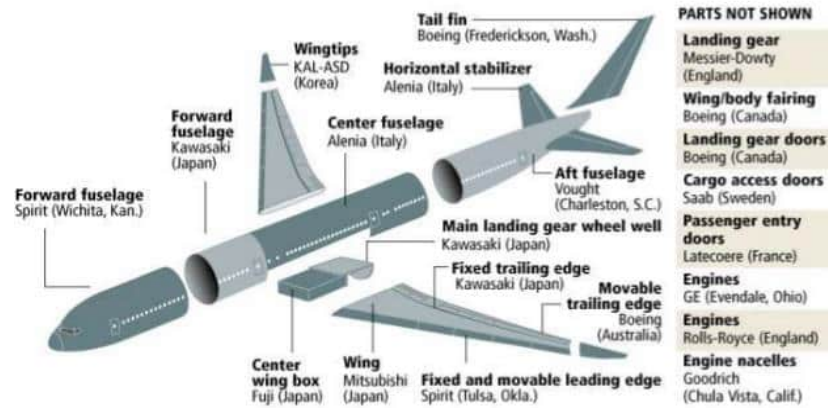 Tail fin
Boeing (Frederickson, Wash.)
Wingtips
KAL-ASD
(Korea)
Horizontal stabilizer
Alenia (Italy)
Forward
fuselage
Kawasaki
(Japan)
Center fuselage
Alenia (Italy)
Aft fuselage
Vought
(Charleston, S.C.)
Forward fuselage
Spirit (Wichita, Kan.)
Main landing gear wheel well
Kawasaki (Japan)
Fixed trailing edge
Kawasaki (Japan)
Movable
trailing edge
Boeing
(Australia)
Center
wing box
Fuji (Japan)
Wing
Mitsubishi
(Japan)
Fixed and movable leading edge
Spirit (Tulsa, Okla.)
PARTS NOT SHOWN
Landing gear
Messier-Dowty
(England)
Wing/body fairing
Boeing (Canada)
Landing gear doors
Boeing (Canada)
Cargo access doors
Saab (Sweden)
Passenger entry
doors
Latecoere (France)
Engines
GE (Evendale, Ohio)
Engines
Rolls-Royce (England)
Engine nacelles
Goodrich
(Chula Vista, Calif.)